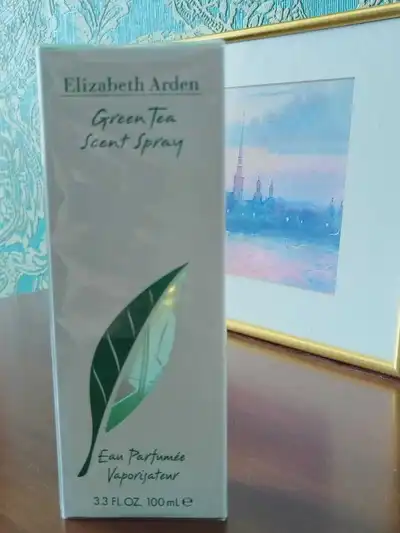 Elizabeth Arden
Green Tea
Scent Spray
Eau Parfumée
Vaporisateur
3.3 FL.OZ. 100 ml e